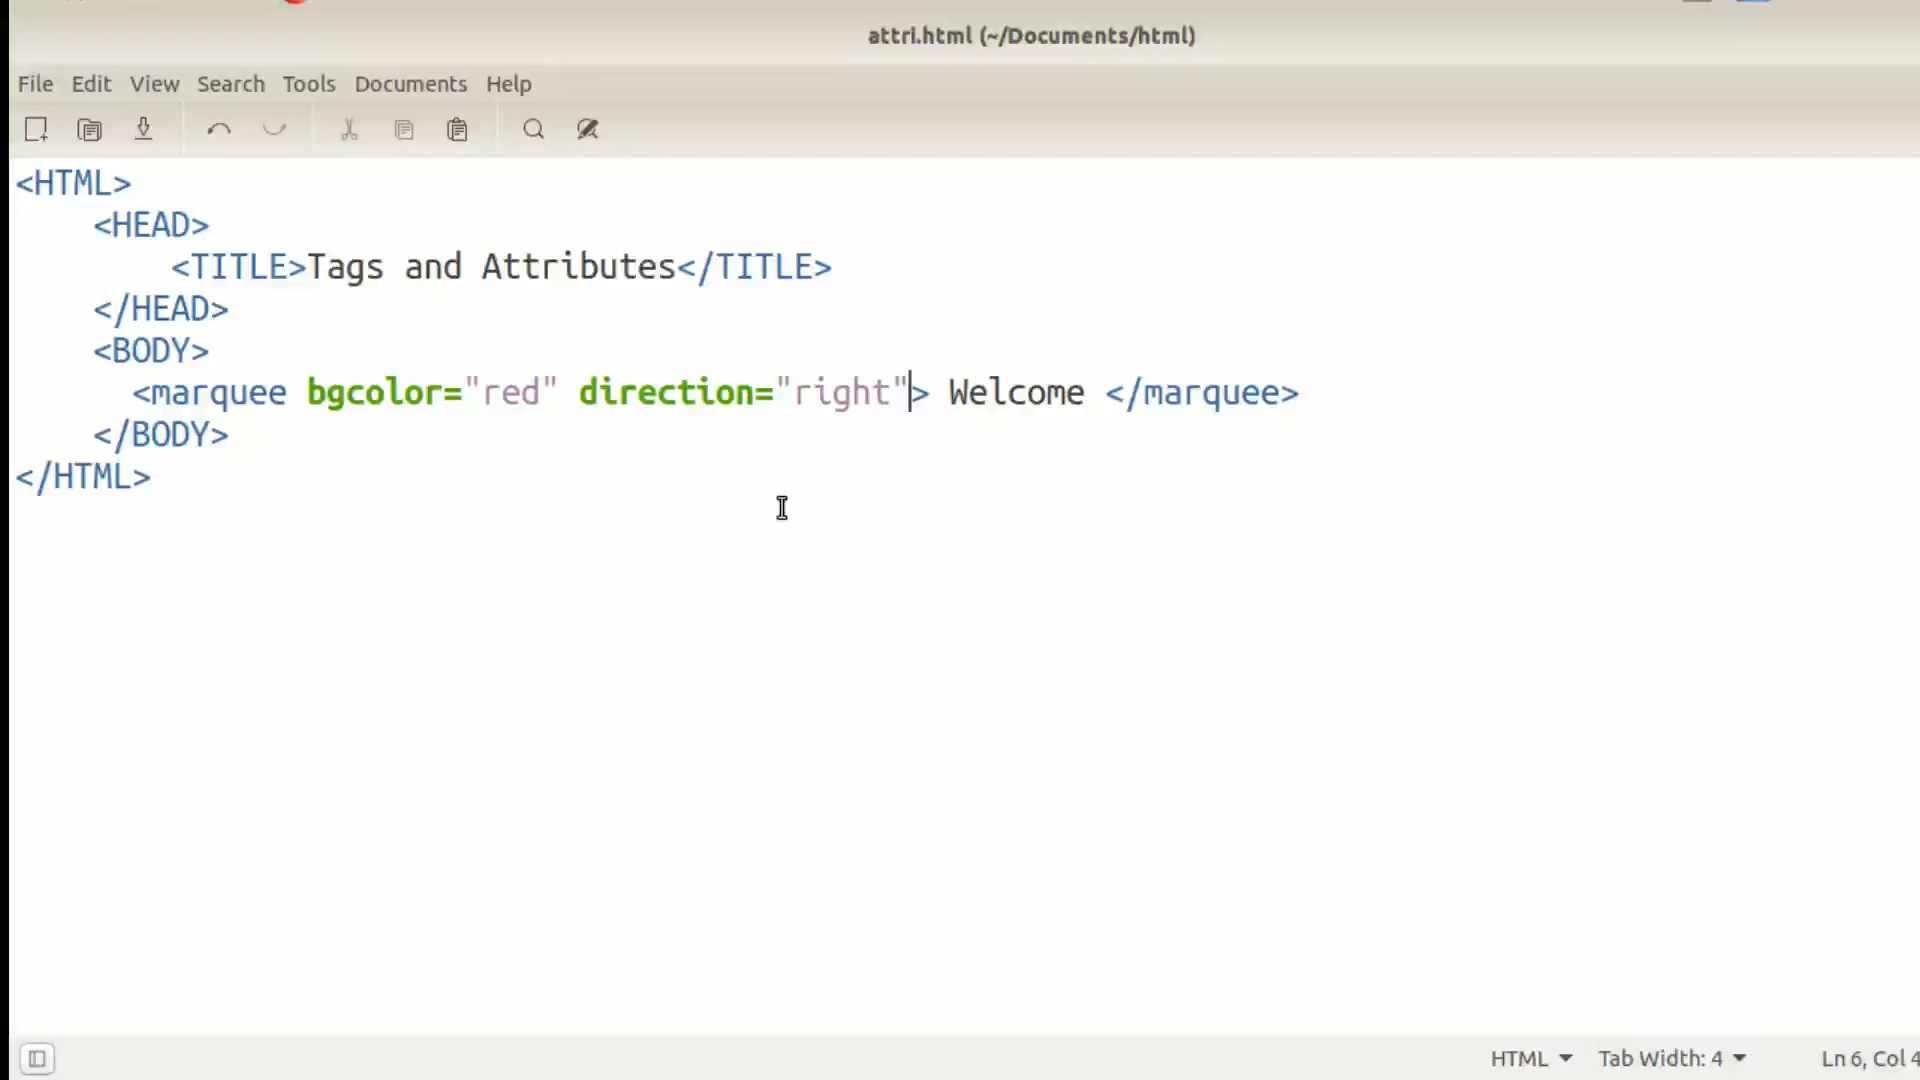 attri.html (~/Documents/html)
File Edit View Search Tools Documents Help
<HTML>
<HEAD>
<TITLE>Tags and Attributes</TITLE>
</HEAD>
<BODY>
<marquee bgcolor="red" direction="right"> Welcome </marquee>
</BODY>
</HTML>
HTML Tab Width: 4 Ln 6, Col 4